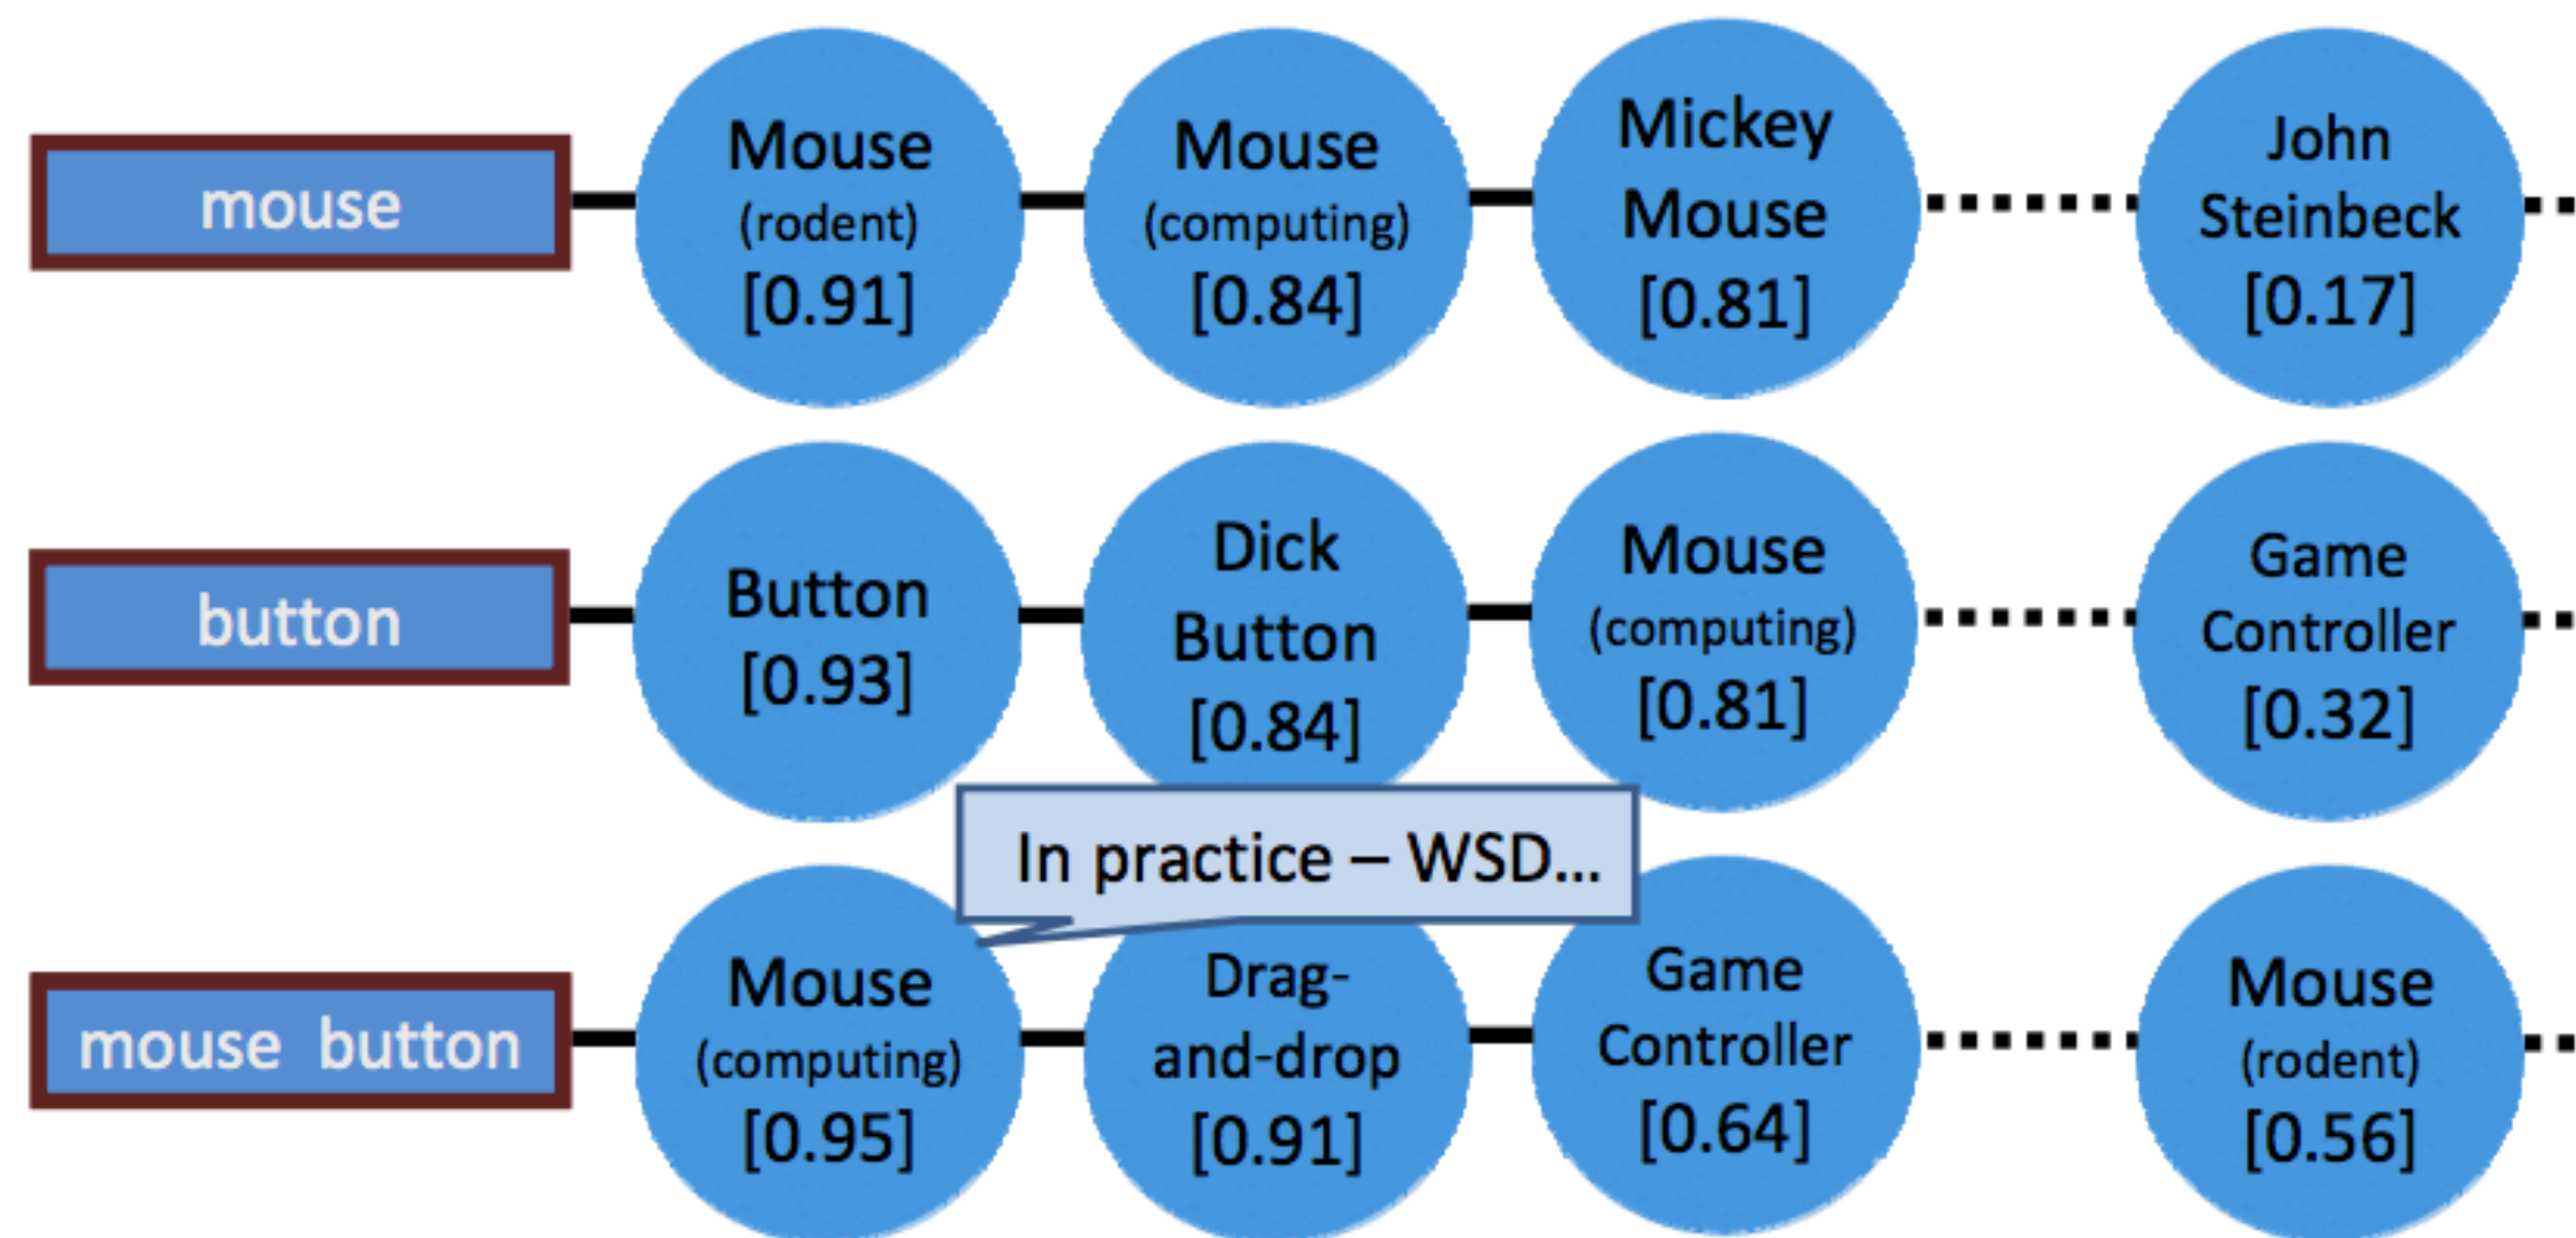 mouse
Mouse
(rodent)
[0.91]
Mouse
(computing)
[0.84]
Mickey
Mouse
[0.81]
John
Steinbeck
[0.17]
button
Button
[0.93]
Dick
Button
[0.84]
Mouse
(computing)
[0.81]
Game
Controller
[0.32]
In practice – WSD...
mouse button
Mouse
(computing)
[0.95]
Drag-
and-drop
[0.91]
Game
Controller
[0.64]
Mouse
(rodent)
[0.56]